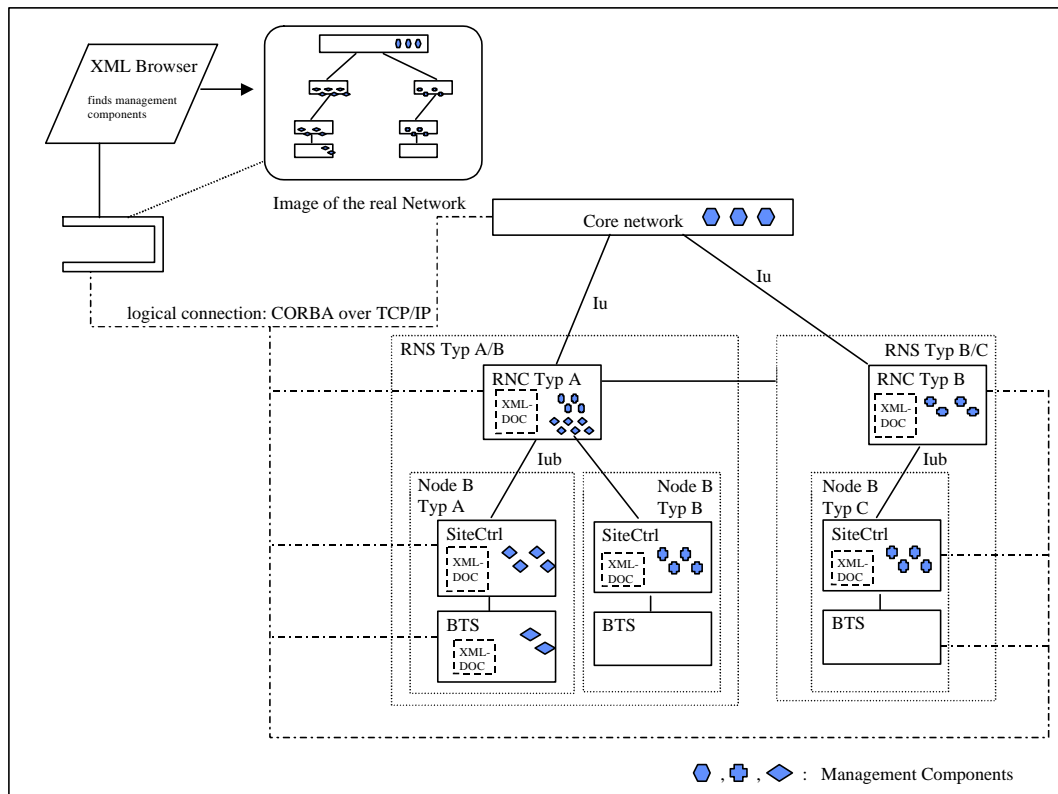 XML Browser
finds management
components
Image of the real Network
Core network
Iu
Iu
logical connection: CORBA over TCP/IP
RNS Typ A/B
RNS Typ B/C
RNC Typ A
XML-
DOC
RNC Typ B
XML-
DOC
Iub
Iub
Node B
Typ A
Node B
Typ B
Node B
Typ C
SiteCtrl
XML-
DOC
SiteCtrl
XML-
DOC
SiteCtrl
XML-
DOC
BTS
XML-
DOC
BTS
BTS
, , : Management Components